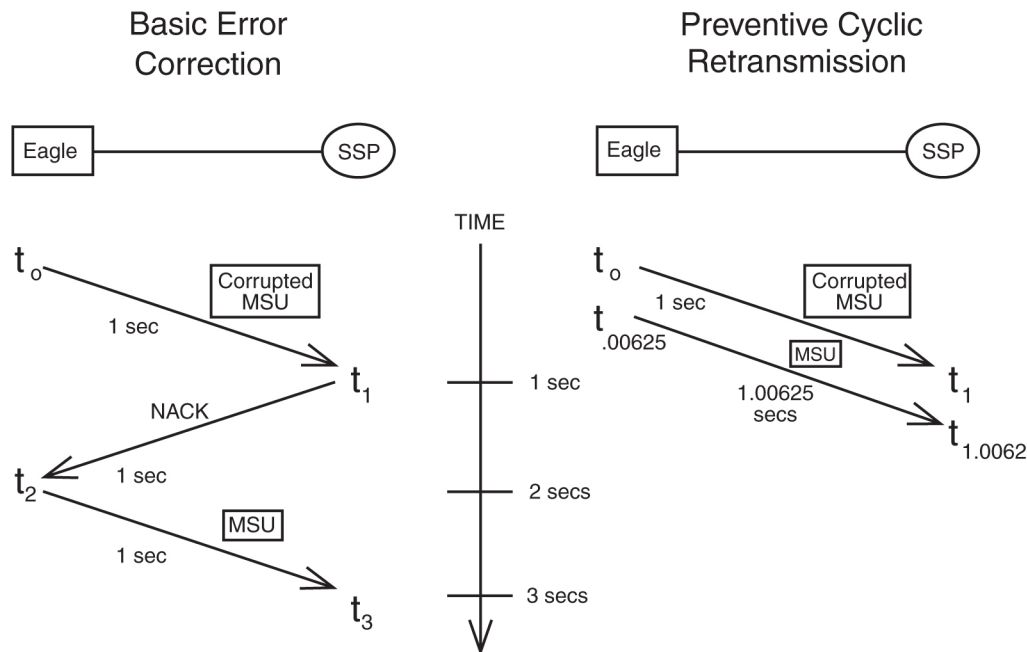 Basic Error
Correction
Preventive Cyclic
Retransmission
Eagle
SSP
Eagle
SSP
TIME
t o
Corrupted
MSU
1 sec
t 1
NACK
1 sec
t 2
MSU
1 sec
t 3
1 sec
2 secs
3 secs
t o
Corrupted
MSU
1 sec
t .00625
MSU
t 1
1.00625
secs
t 1.0062